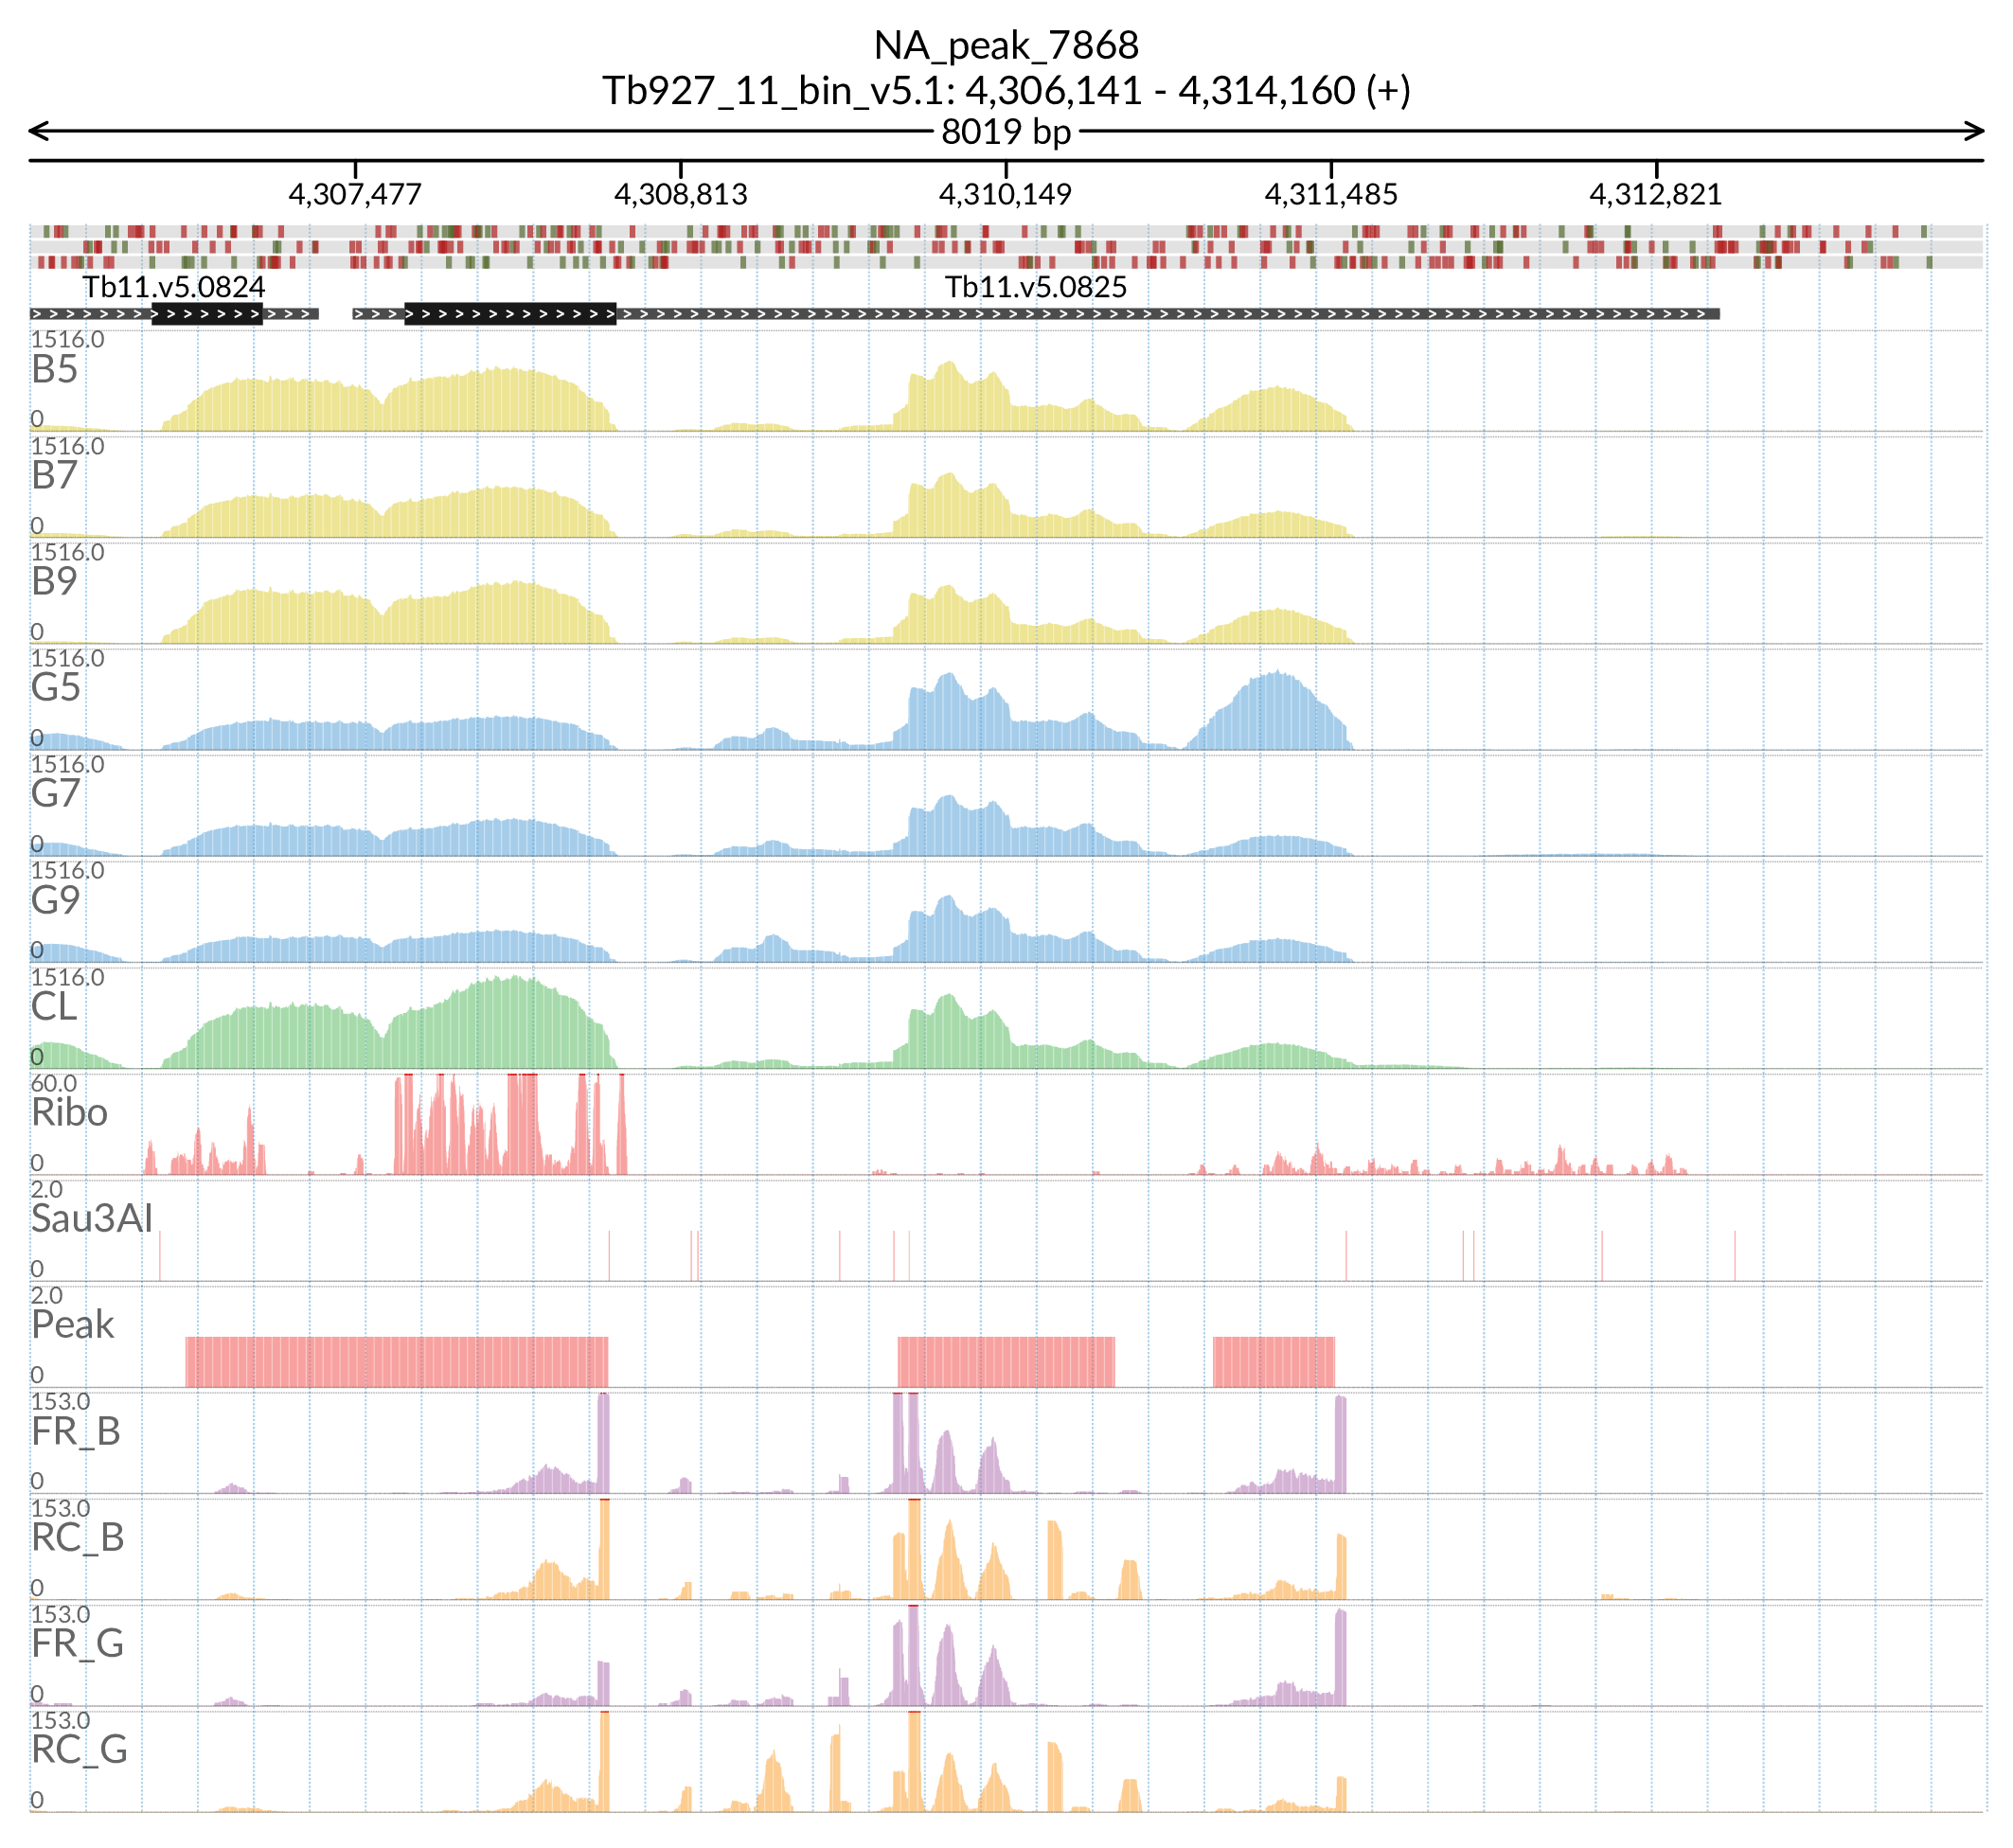 NA_peak_7868
Tb927_11_bin_v5.1: 4,306,141 - 4,314,160 (+)
8019 bp
4,307,477 4,308,813 4,310,149 4,311,485 4,312,821
Tb11.v5.0824 Tb11.v5.0825
1516.0
B5
0
1516.0
B7
0
1516.0
B9
0
1516.0
G5
0
1516.0
G7
0
1516.0
G9
0
1516.0
CL
0
60.0
Ribo
0
2.0
Sau3AI
0
2.0
Peak
0
153.0
FR_B
0
153.0
RC_B
0
153.0
FR_G
0
153.0
RC_G
0